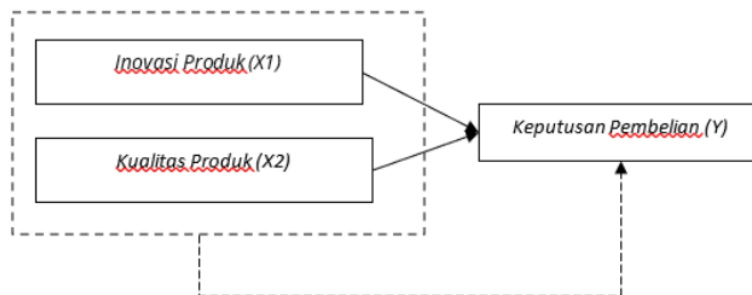 Inovasi Produk (X1)
Keputusan Pembelian (Y)
Kualitas Produk (X2)